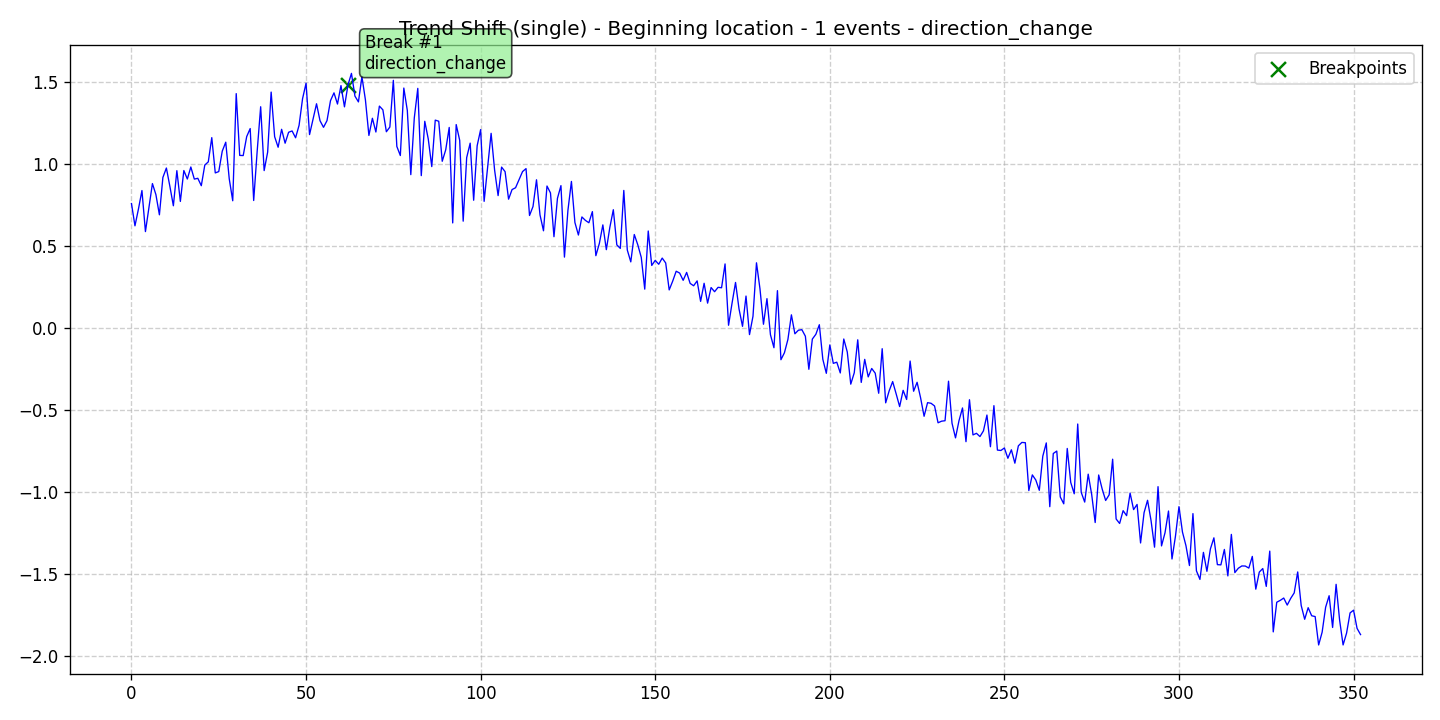 Trend Shift (single) - Beginning location - 1 events - direction_change
Break #1
direction_change
Breakpoints
1.5
1.0
0.5
0.0
−0.5
−1.0
−1.5
−2.0
0 50 100 150 200 250 300 350